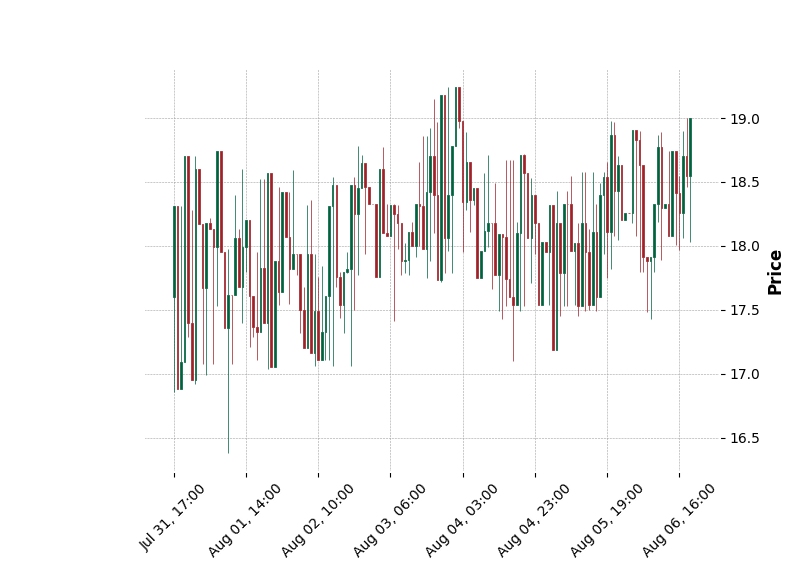 19.0
18.5
18.0
17.5
17.0
16.5
Price
Jul 31, 17:00
Aug 01, 14:00
Aug 02, 10:00
Aug 03, 06:00
Aug 04, 03:00
Aug 04, 23:00
Aug 05, 19:00
Aug 06, 16:00